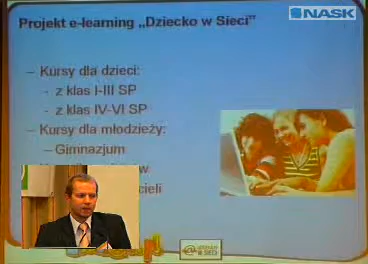 Projekt e-learning „Dziecko w Sieci”
NASK
– Kursy dla dzieci:
- z klas I-III SP
- z klas IV-VI SP
– Kursy dla młodzieży:
– Gimnazjum